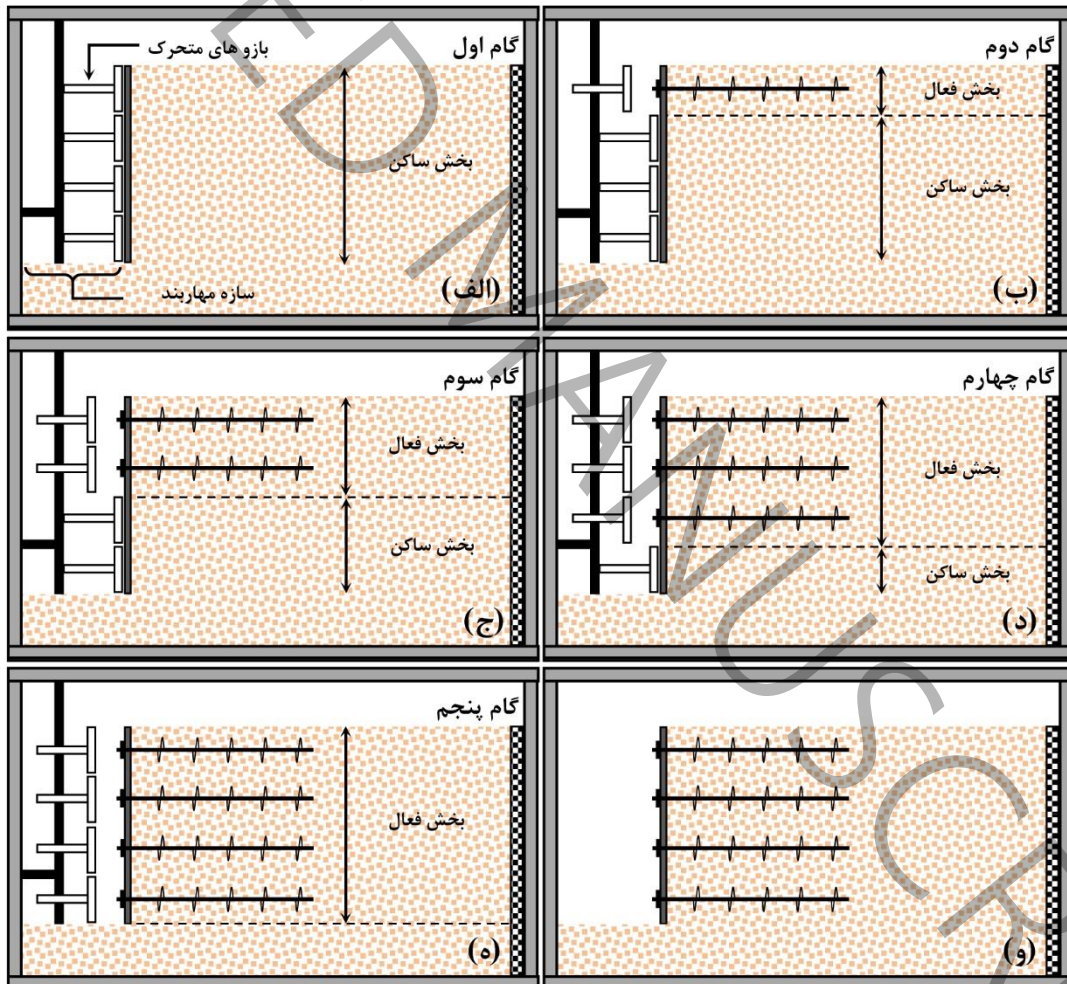 گام اول
بازو های متحرک
بخش ساکن
سازه مهاربند
(الف)
گام دوم
بخش فعال
بخش ساکن
(ب)
گام سوم
بخش فعال
بخش ساکن
(ج)
گام چهارم
بخش فعال
بخش ساکن
(د)
گام پنجم
بخش فعال
(ه)
(و)